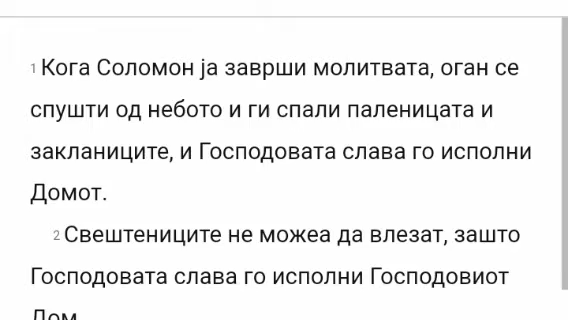 1 Кога Соломон ја заврши молитвата, оган се
спушти од небото и ги спали паленицата и
закланиците, и Господовата слава го исполни
Домот.
2 Свештениците не можеа да влезат, зашто
Господовата слава го исполни Господовиот
Дом